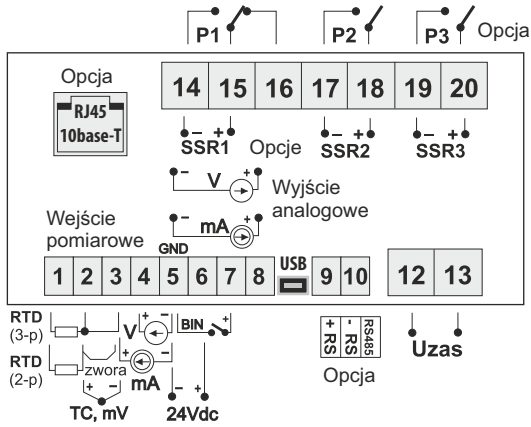 P1 P2 P3 Opcja
Opcja
RJ45
10base-T
14 15 16 17 18 19 20
- + - + - +
SSR1 Opcje SSR2 SSR3
- V +
Wyjście
analogowe
- mA +
Wejście
pomiarowe
GND
USB
1 2 3 4 5 6 7 8 9 10 12 13
RTD
(3-p)
V + -
BIN +
RTD
(2-p)
zwora
+ -
mA
+ -
TC, mV
- +
24Vdc
+ RS
- RS
RS485
Opcja
Uzas